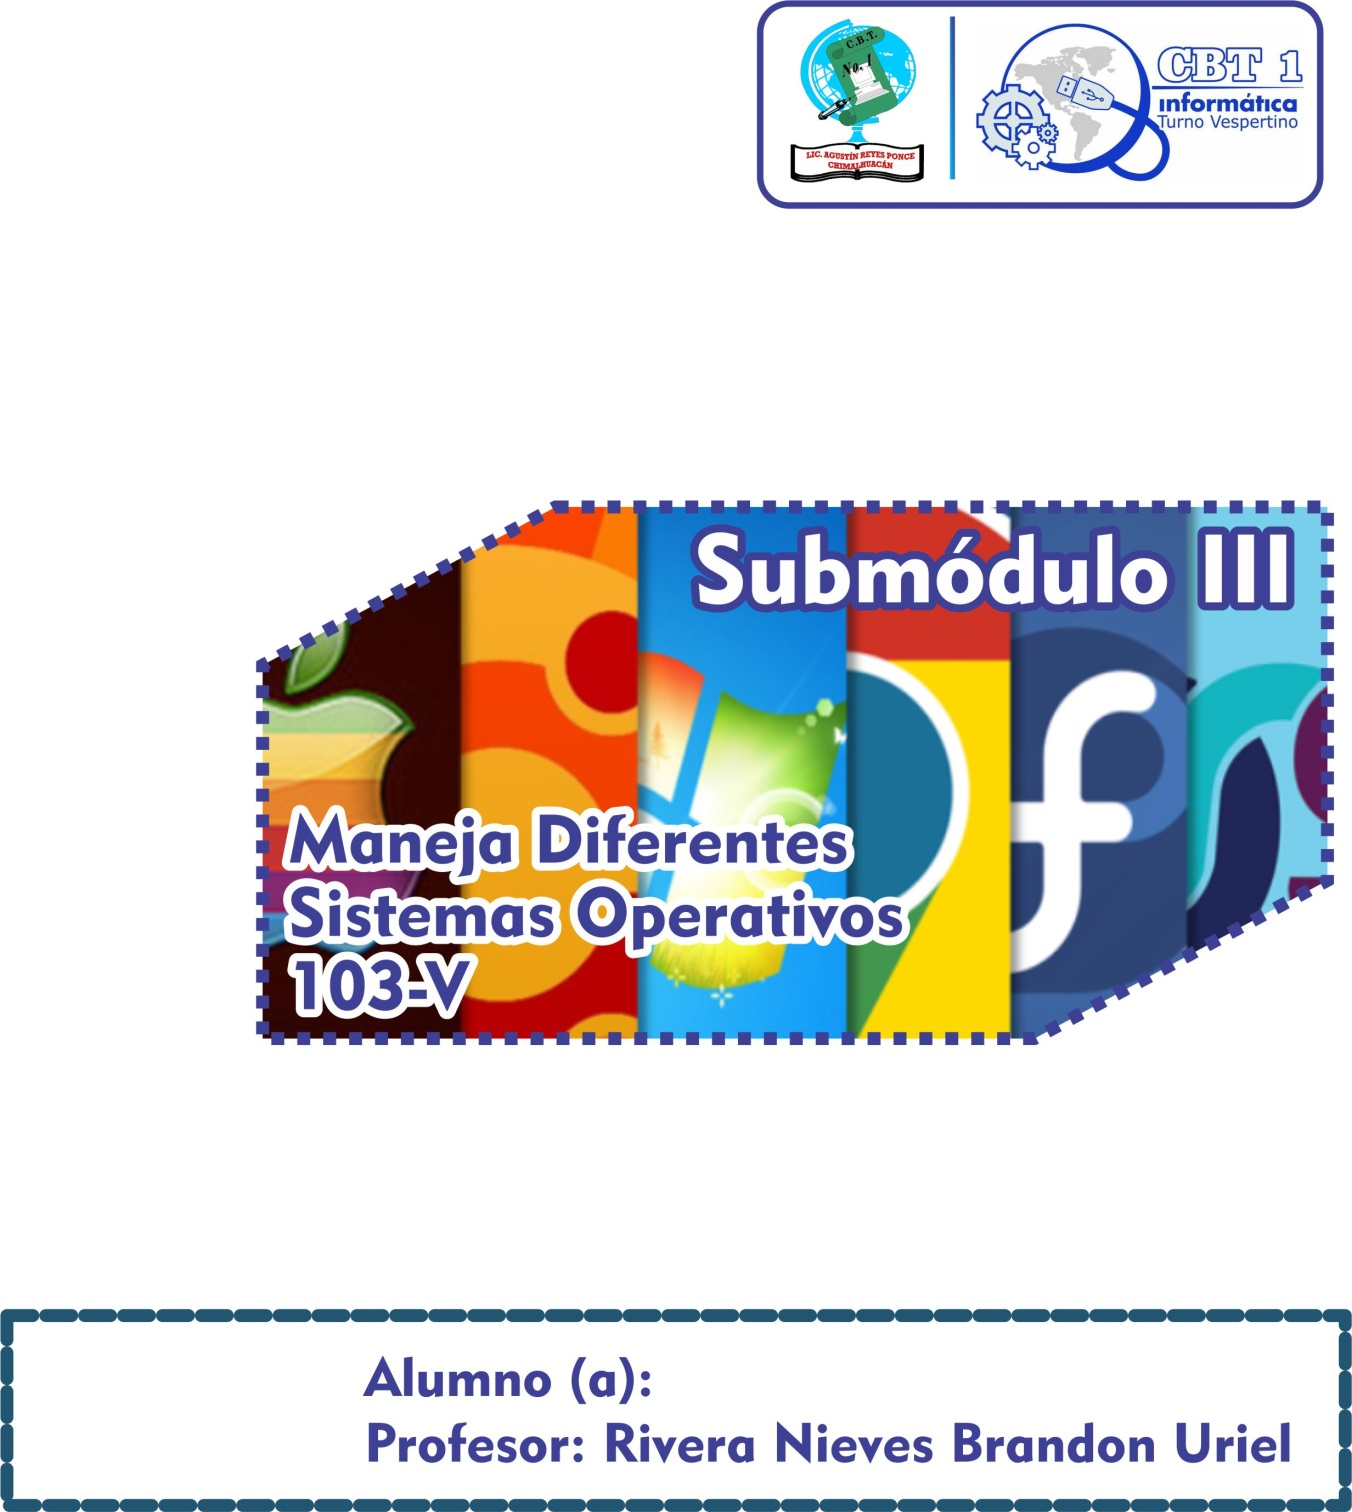 C.B.T.
No. 1
LIC. AGUSTÍN REYES PONCE
CHIMALHUACÁN
CBT 1
informática
Turno Vespertino
Submódulo III
Maneja Diferentes
Sistemas Operativos
103-V
Alumno (a):
Profesor: Rivera Nieves Brandon Uriel